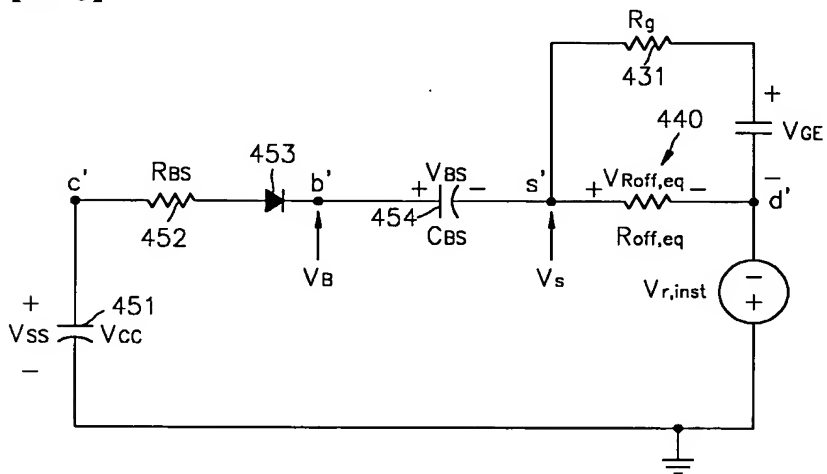 Rg
431
+
440
VGE
453
RBS
VBS
VRoff,eq
−
c'
b'
+
−
s'
+
−
d'
452
454
CBS
Roff,eq
VB
Vs
Vr,inst
−
+
+
451
VSS
VCC
−